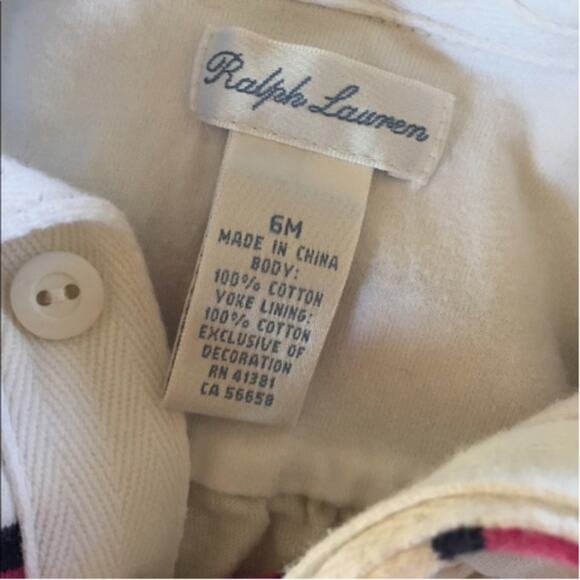 Ralph Lauren
6M
MADE IN CHINA
BODY:
100% COTTON
YOKE LINING:
100% COTTON
EXCLUSIVE OF
DECORATION
RN 41381
CA 56658